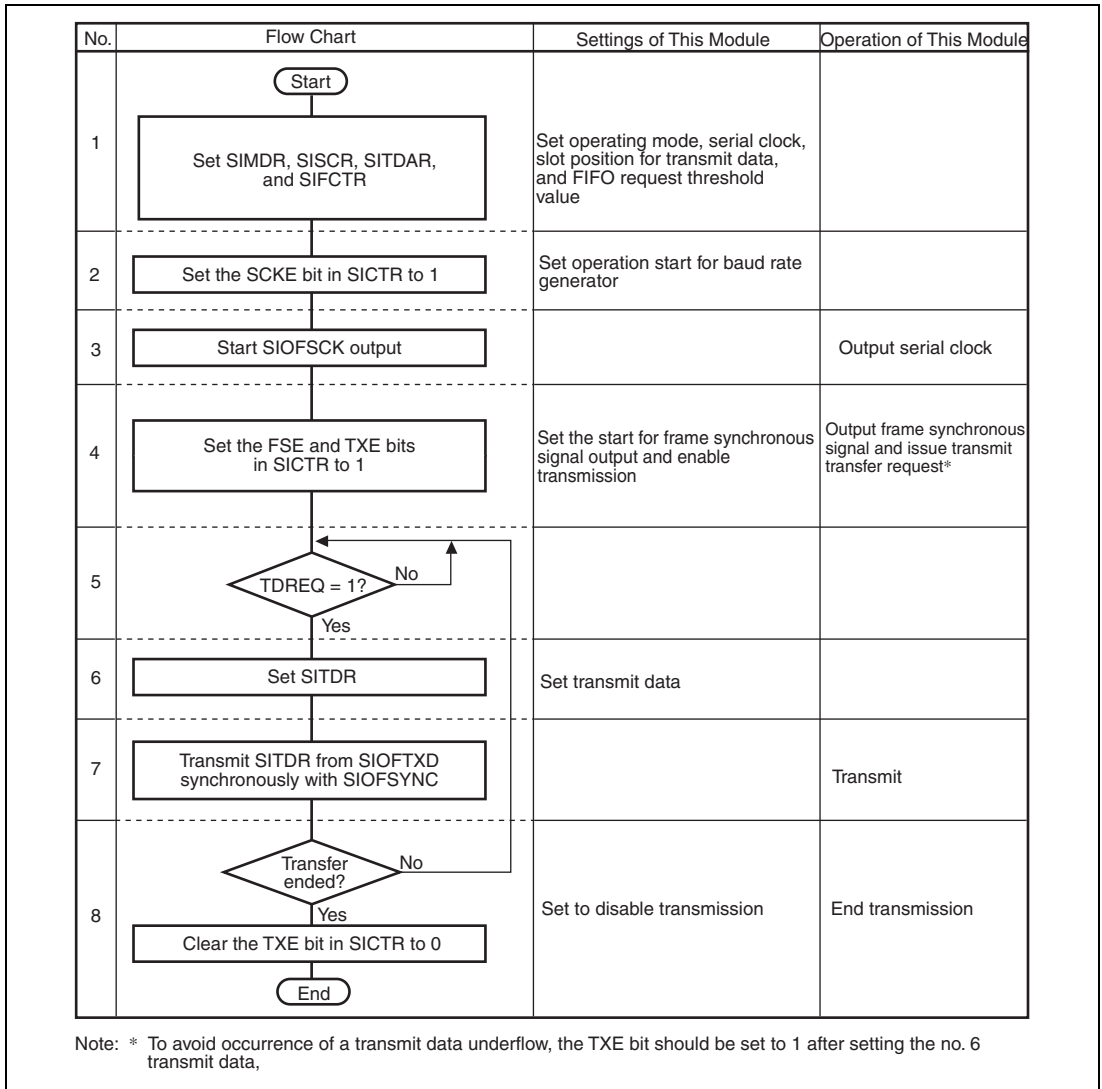 No.
Flow Chart
Settings of This Module
Operation of This Module
Start
1
Set SIMDR, SISCR, SITDAR,
and SIFCTR
Set operating mode, serial clock,
slot position for transmit data,
and FIFO request threshold
value
2
Set the SCKE bit in SICTR to 1
Set operation start for baud rate
generator
3
Start SIOFSCK output
Output serial clock
4
Set the FSE and TXE bits
in SICTR to 1
Set the start for frame synchronous
signal output and enable
transmission
Output frame synchronous
signal and issue transmit
transfer request*
5
TDREQ = 1?
No
Yes
6
Set SITDR
Set transmit data
7
Transmit SITDR from SIOFTXD
synchronously with SIOFSYNC
Transmit
8
Transfer
ended?
No
Yes
Clear the TXE bit in SICTR to 0
Set to disable transmission
End transmission
End
Note: * To avoid occurrence of a transmit data underflow, the TXE bit should be set to 1 after setting the no. 6
transmit data,